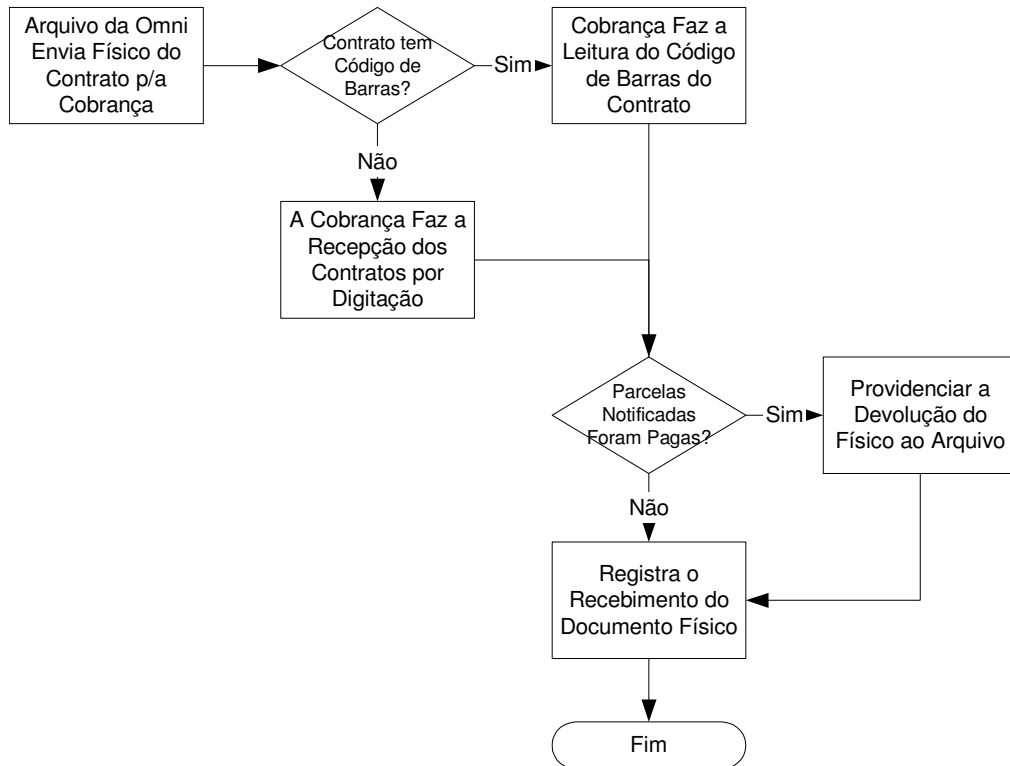 Arquivo da Omni
Envia Físico do
Contrato p/a
Cobrança
Contrato tem
Código de
Barras?
Sim
Cobrança Faz a
Leitura do Código
de Barras do
Contrato
Não
A Cobrança Faz a
Recepção dos
Contratos por
Digitação
Parcelas
Notificadas
Foram Pagas?
Sim
Providenciar a
Devolução do
Físico ao Arquivo
Não
Registra o
Recebimento do
Documento Físico
Fim